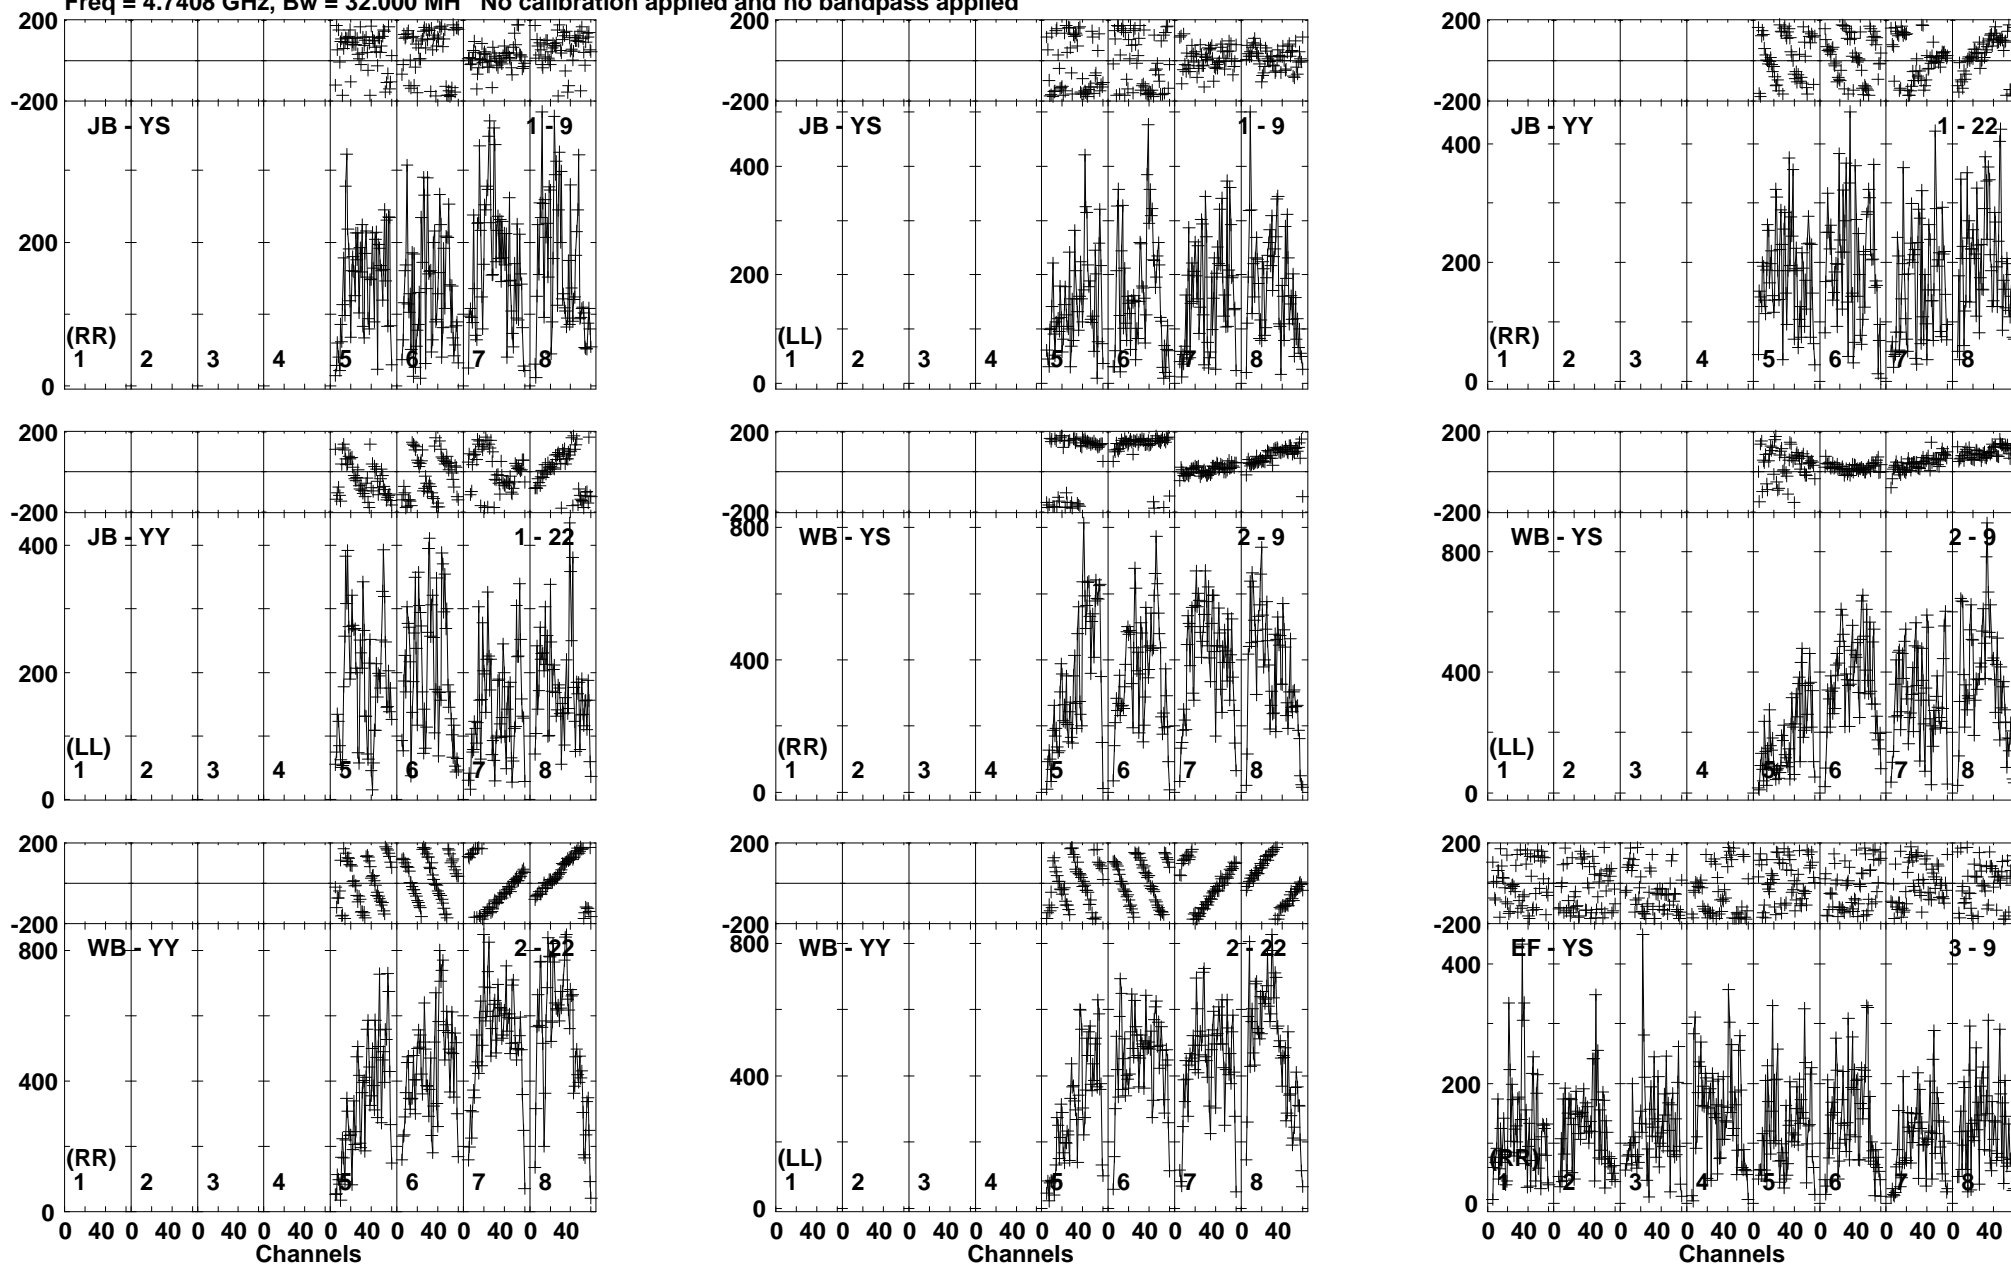 Freq = 4.7408 GHz, Bw = 32.000 MH No calibration applied and no bandpass applied
200 200 200
-200 -200 -200
JB - YS 1 - 9 JB - YS 1 - 9 JB - YY 1 - 22
400 400
200 200 200
(RR) (LL) (RR)
1 2 3 4 5 6 7 8 1 2 3 4 5 6 7 8 1 2 3 4 5 6 7 8
0 0 0
200 200 200
-200 -200 -200
JB - YY 1 - 22 WB - YS 2 - 9 WB - YS 2 - 9
400 800 800
200 400 400
(LL) (RR) (LL)
1 2 3 4 5 6 7 8 1 2 3 4 5 6 7 8 1 2 3 4 5 6 7 8
0 0 0
200 200 200
-200 -200 -200
WB - YY 2 - 22 WB - YY 2 - 22 EF - YS 3 - 9
800 800 400
400 400 200
(RR) (LL) (RR)
1 2 3 4 5 6 7 8 1 2 3 4 5 6 7 8 1 2 3 4 5 6 7 8
0 0 0
0 40 0 40 0 40 0 40 0 40 0 40 0 40 0 40 0 40 0 40 0 40 0 40 0 40 0 40 0 40 0 40 0 40 0 40 0 40 0 40 0 40 0 40 0 40 0 40
Channels Channels Channels